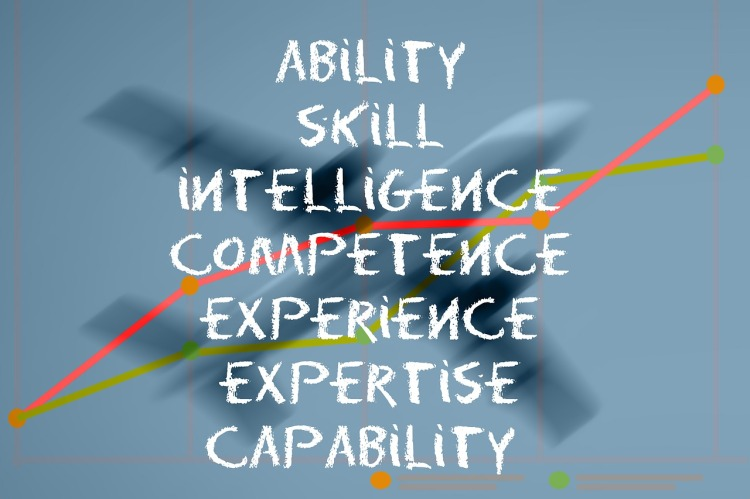 ABiLiTY
SKiLL
iNTELLiGENCE
COMPETENCE
EXPERiENCE
EXPERTiSE
CAPABiLiTY